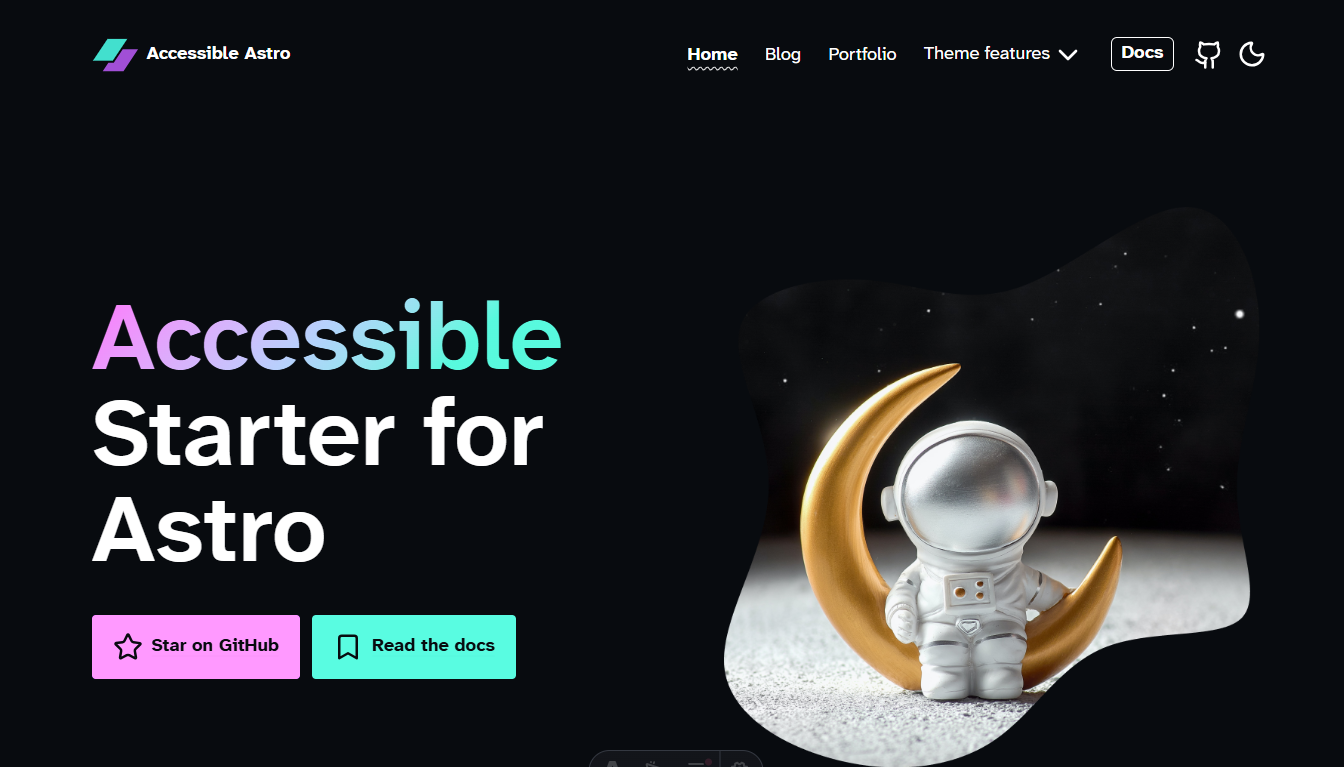 Accessible Astro
Home Blog Portfolio Theme features Docs
Accessible
Starter for
Astro
Star on GitHub Read the docs